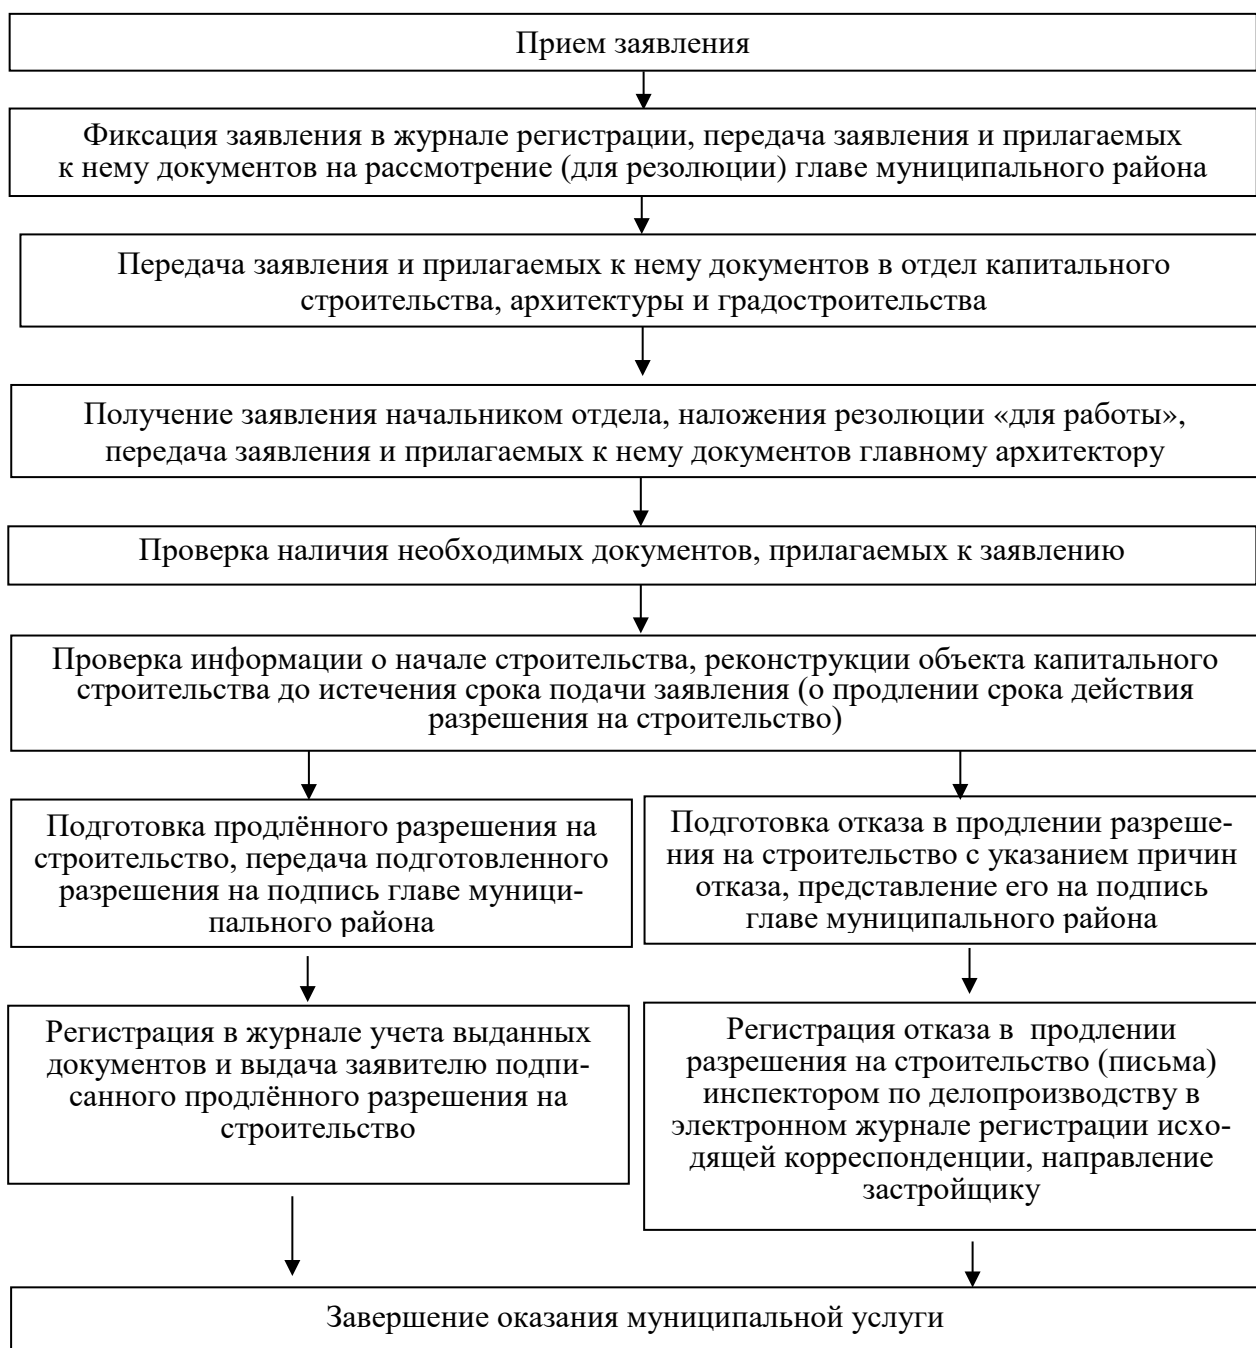 Прием заявления
Фиксация заявления в журнале регистрации, передача заявления и прилагаемых
к нему документов на рассмотрение (для резолюции) главе муниципального района
Передача заявления и прилагаемых к нему документов в отдел капитального
строительства, архитектуры и градостроительства
Получение заявления начальником отдела, наложения резолюции «для работы»,
передача заявления и прилагаемых к нему документов главному архитектору
Проверка наличия необходимых документов, прилагаемых к заявлению
Проверка информации о начале строительства, реконструкции объекта капитального
строительства до истечения срока подачи заявления (о продлении срока действия
разрешения на строительство)
Подготовка продлённого разрешения на
строительство, передача подготовленного
разрешения на подпись главе муници-
пального района
Подготовка отказа в продлении разреше-
ния на строительство с указанием причин
отказа, представление его на подпись
главе муниципального района
Регистрация в журнале учета выданных
документов и выдача заявителю подпи-
санного продлённого разрешения на
строительство
Регистрация отказа в  продлении
разрешения на строительство (письма)
инспектором по делопроизводству в
электронном журнале регистрации исхо-
дящей корреспонденции, направление
застройщику
Завершение оказания муниципальной услуги